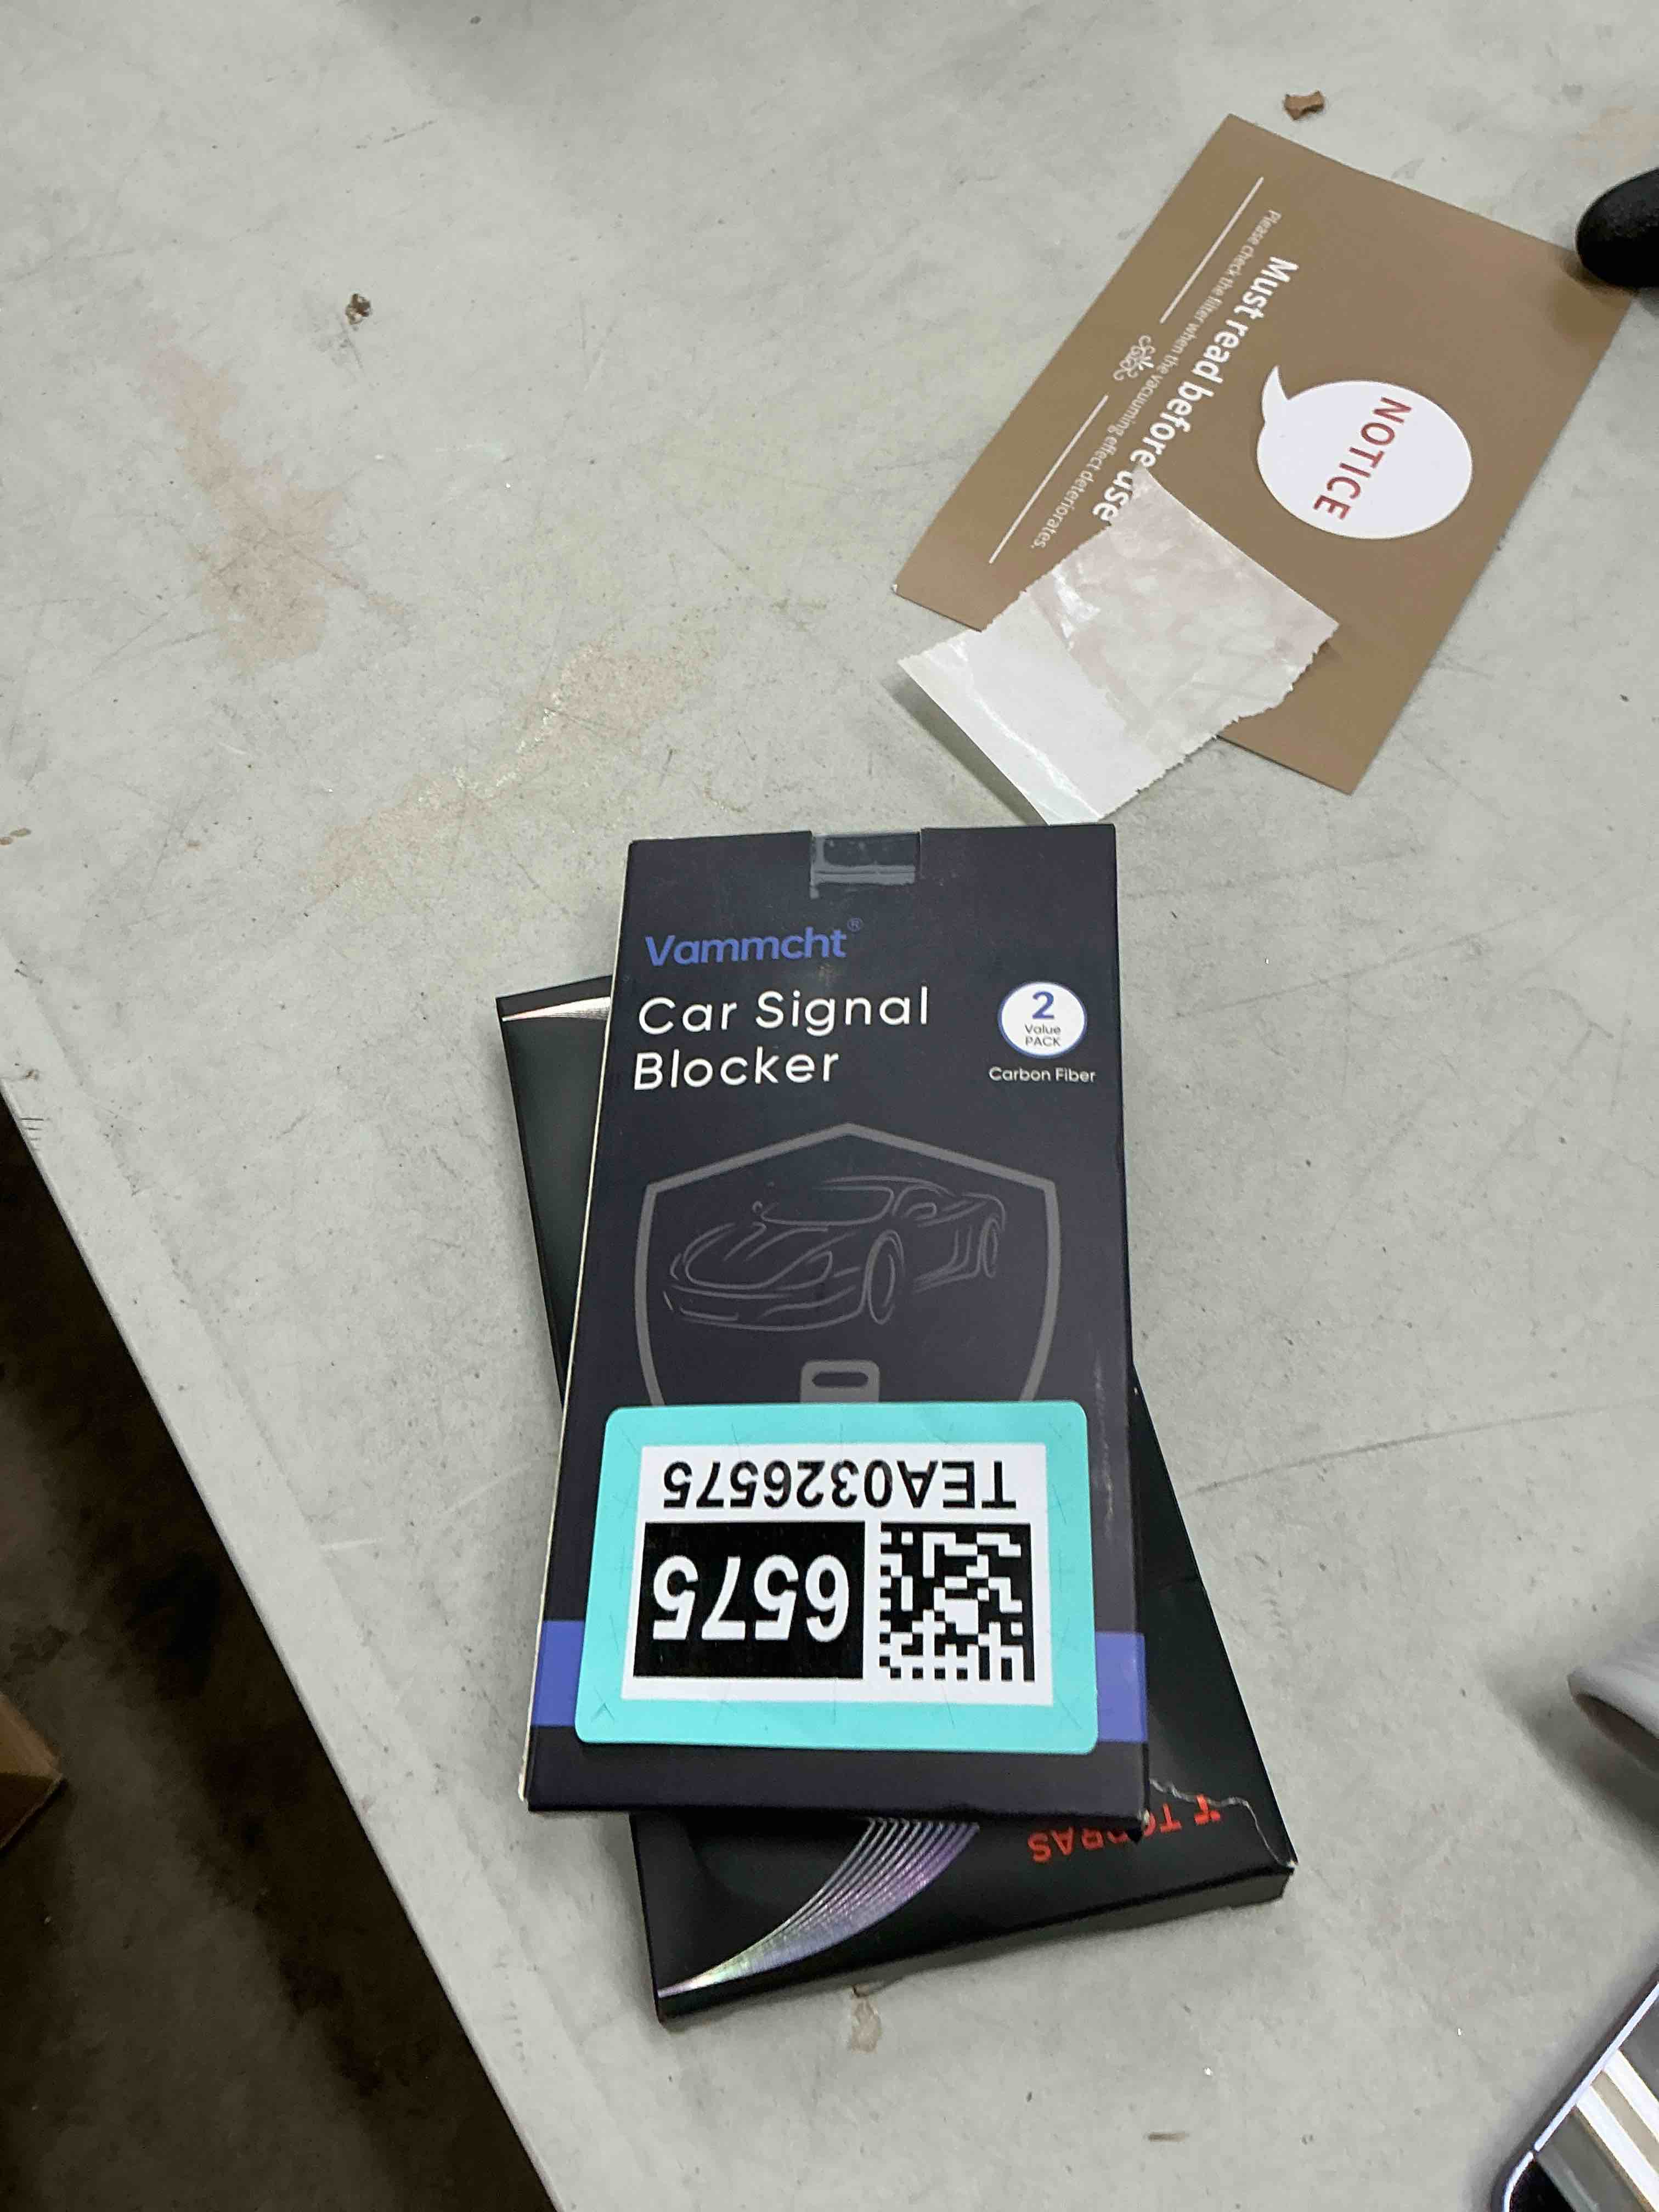 NOTICE
Must read before use
Please check the filter when the vacuuming effect deteriorates.
Vammcht®
Car Signal
Blocker
2
Value
PACK
Carbon Fiber
TEA0326575
6575
TORRAS